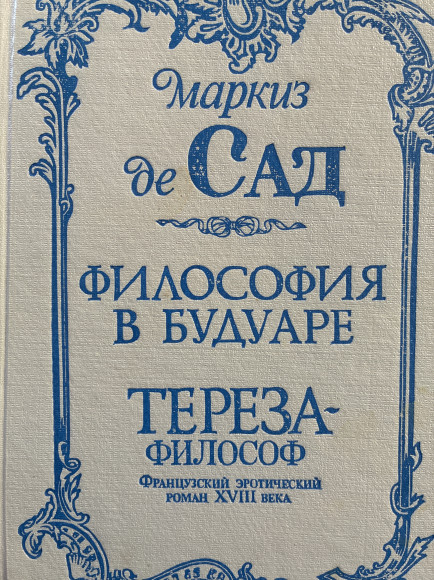 Маркиз
де САД
ФИЛОСОФИЯ
В БУДУАРЕ
ТЕРЕЗА-
ФИЛОСОФ
ФРАНЦУЗСКИЙ ЭРОТИЧЕСКИЙ
РОМАН XVIII ВЕКА